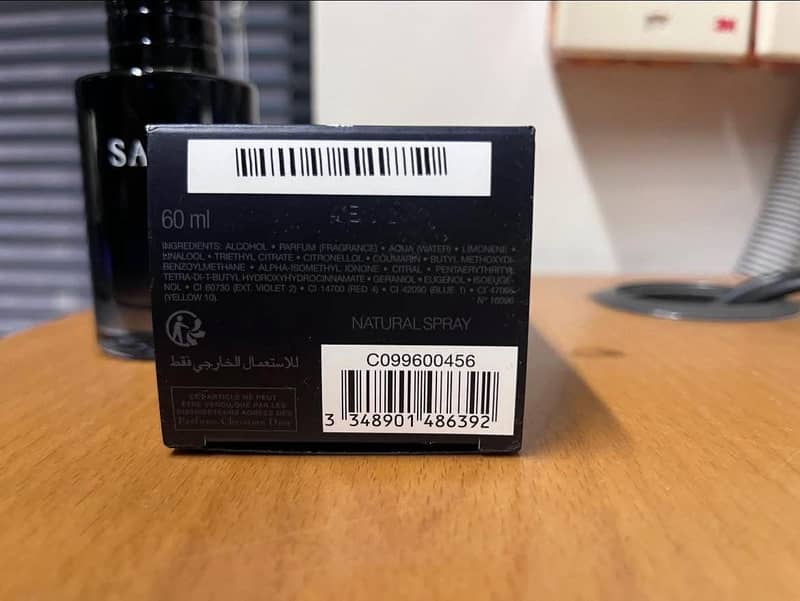 SA
3M
60 ml
INGREDIENTS: ALCOHOL • PARFUM (FRAGRANCE) • AQUA (WATER) • LIMONENE •
LINALOOL • TRIETHYL CITRATE • CITRONELLOL • COUMARIN • BUTYL METHOXYDI-
BENZOYLMETHANE • ALPHA-ISOMETHYL IONONE • CITRAL • PENTAERYTHRITYL
TETRA-DI-T-BUTYL HYDROXYHYDROCINNAMATE • GERANIOL • EUGENOL • ISOEUGE-
NOL • CI 60730 (EXT. VIOLET 2) • CI 14700 (RED 4) • CI 42090 (BLUE 1) • CI 47005
(YELLOW 10). N° 16596
NATURAL SPRAY
للاستعمال الخارجي فقط
CET ARTICLE NE PEUT
ÊTRE VENDU QUE PAR LES
DISTRIBUTEURS AGRÉÉS DES
Parfums Christian Dior
C099600456
3 348901 486392